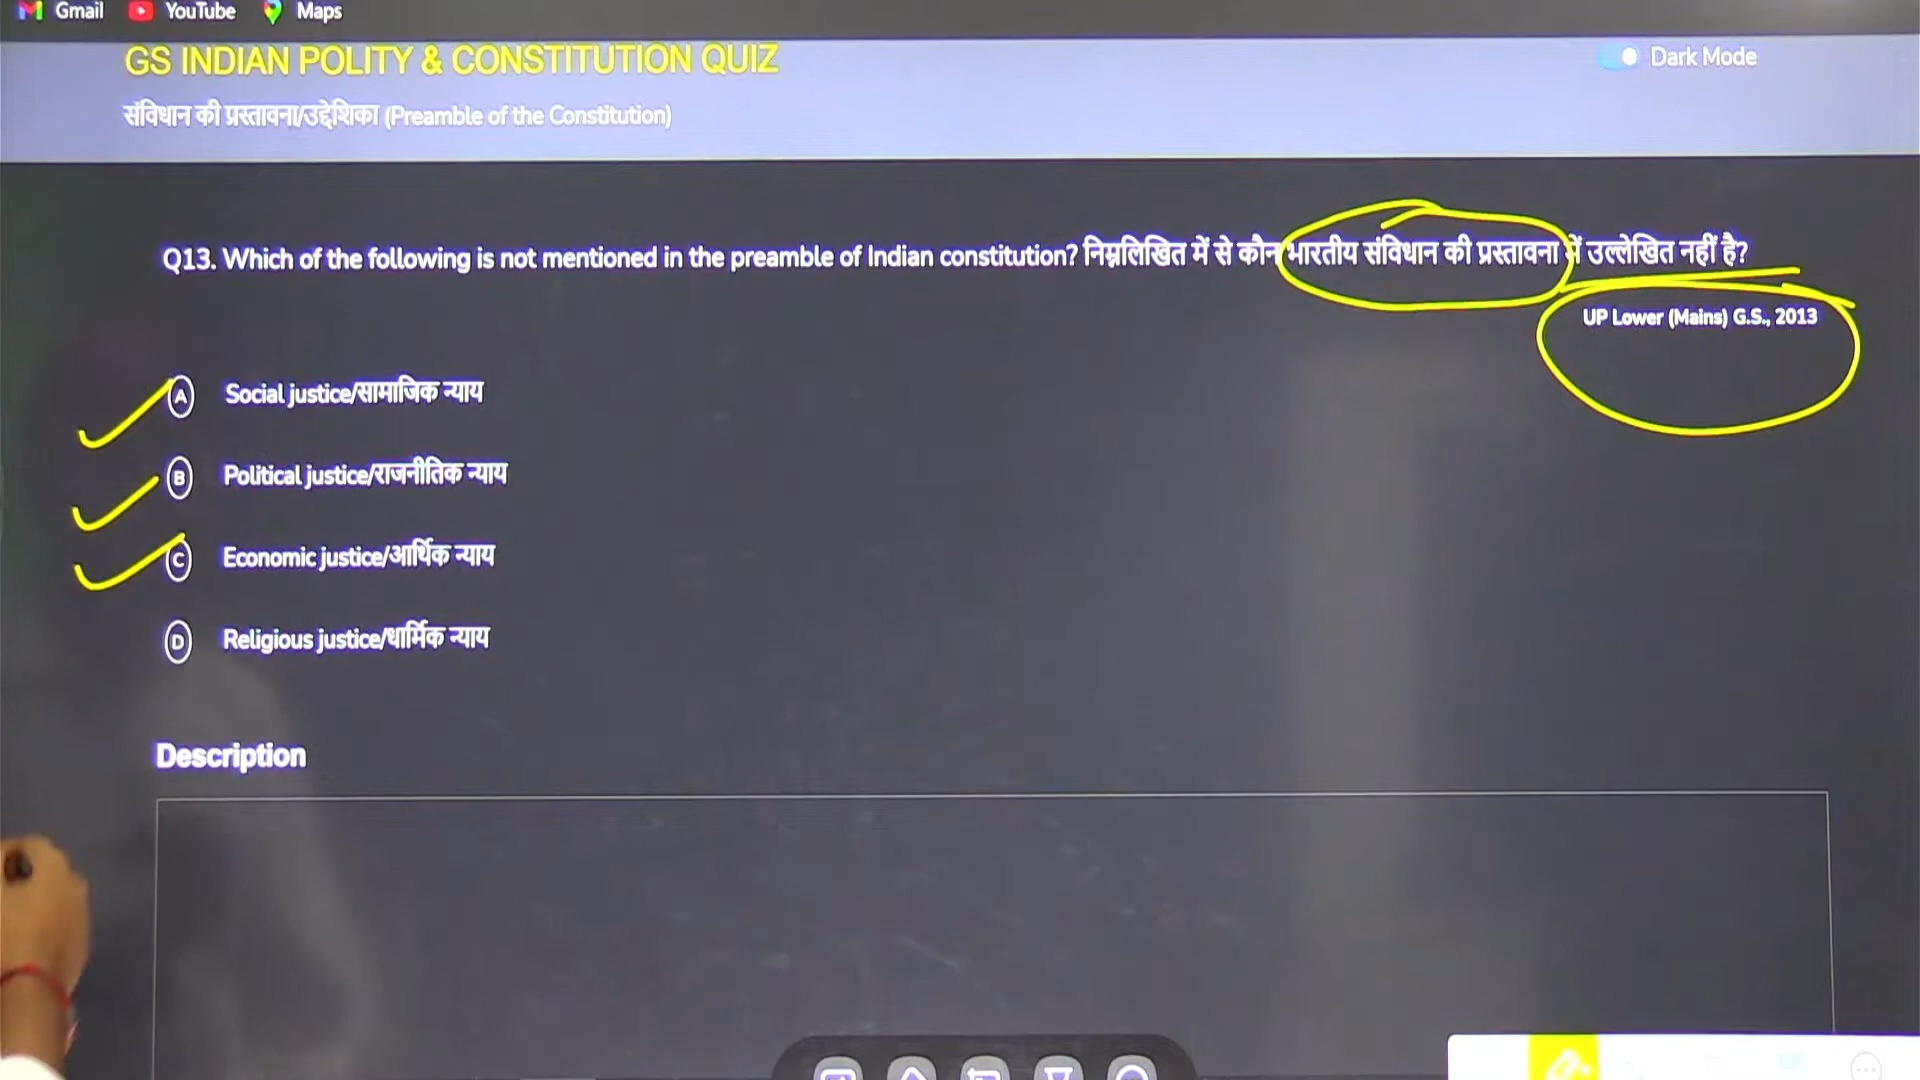 Gmail YouTube Maps
GS INDIAN POLITY & CONSTITUTION QUIZ
Dark Mode
संविधान की प्रस्तावना/उद्देशिका (Preamble of the Constitution)
Q13. Which of the following is not mentioned in the preamble of Indian constitution? निम्नलिखित में से कौन भारतीय संविधान की प्रस्तावना में उल्लेखित नहीं है?
UP Lower (Mains) G.S., 2013
A Social justice/सामाजिक न्याय
B Political justice/राजनीतिक न्याय
C Economic justice/आर्थिक न्याय
D Religious justice/धार्मिक न्याय
Description